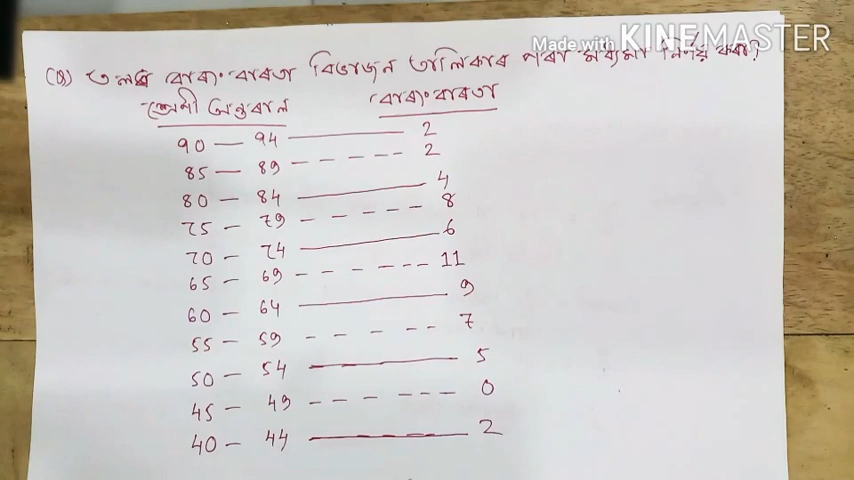 Made with KINEMASTER
(Q) তলৰ বাৰংবাৰতা বিভাজন তালিকাৰ পৰা মধ্যমা নিৰ্ণয় কৰা?
শ্ৰেণী অন্তৰাল বাৰংবাৰতা
90 — 94 ——— 2
85 — 89 ----- 2
80 — 84 ——— 4
75 — 79 ----- 8
70 — 74 ——— 6
65 — 69 ------ 11
60 — 64 ——— 9
55 — 59 ----- 7
50 — 54 ——— 5
45 — 49 ------ 0
40 — 44 ——— 2